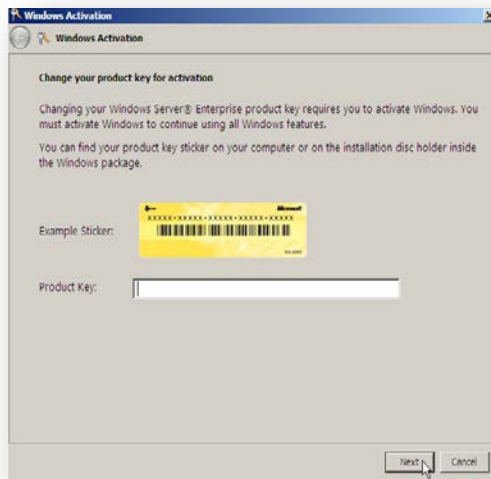 Windows Activation
Windows Activation
Change your product key for activation
Changing your Windows Server® Enterprise product key requires you to activate Windows. You
must activate Windows to continue using all Windows features.
You can find your product key sticker on your computer or on the installation disc holder inside
the Windows package.
Microsoft
XXXXX-XXXXX-XXXXX-XXXXX-XXXXX
Example Sticker:
Product Key:
Next Cancel